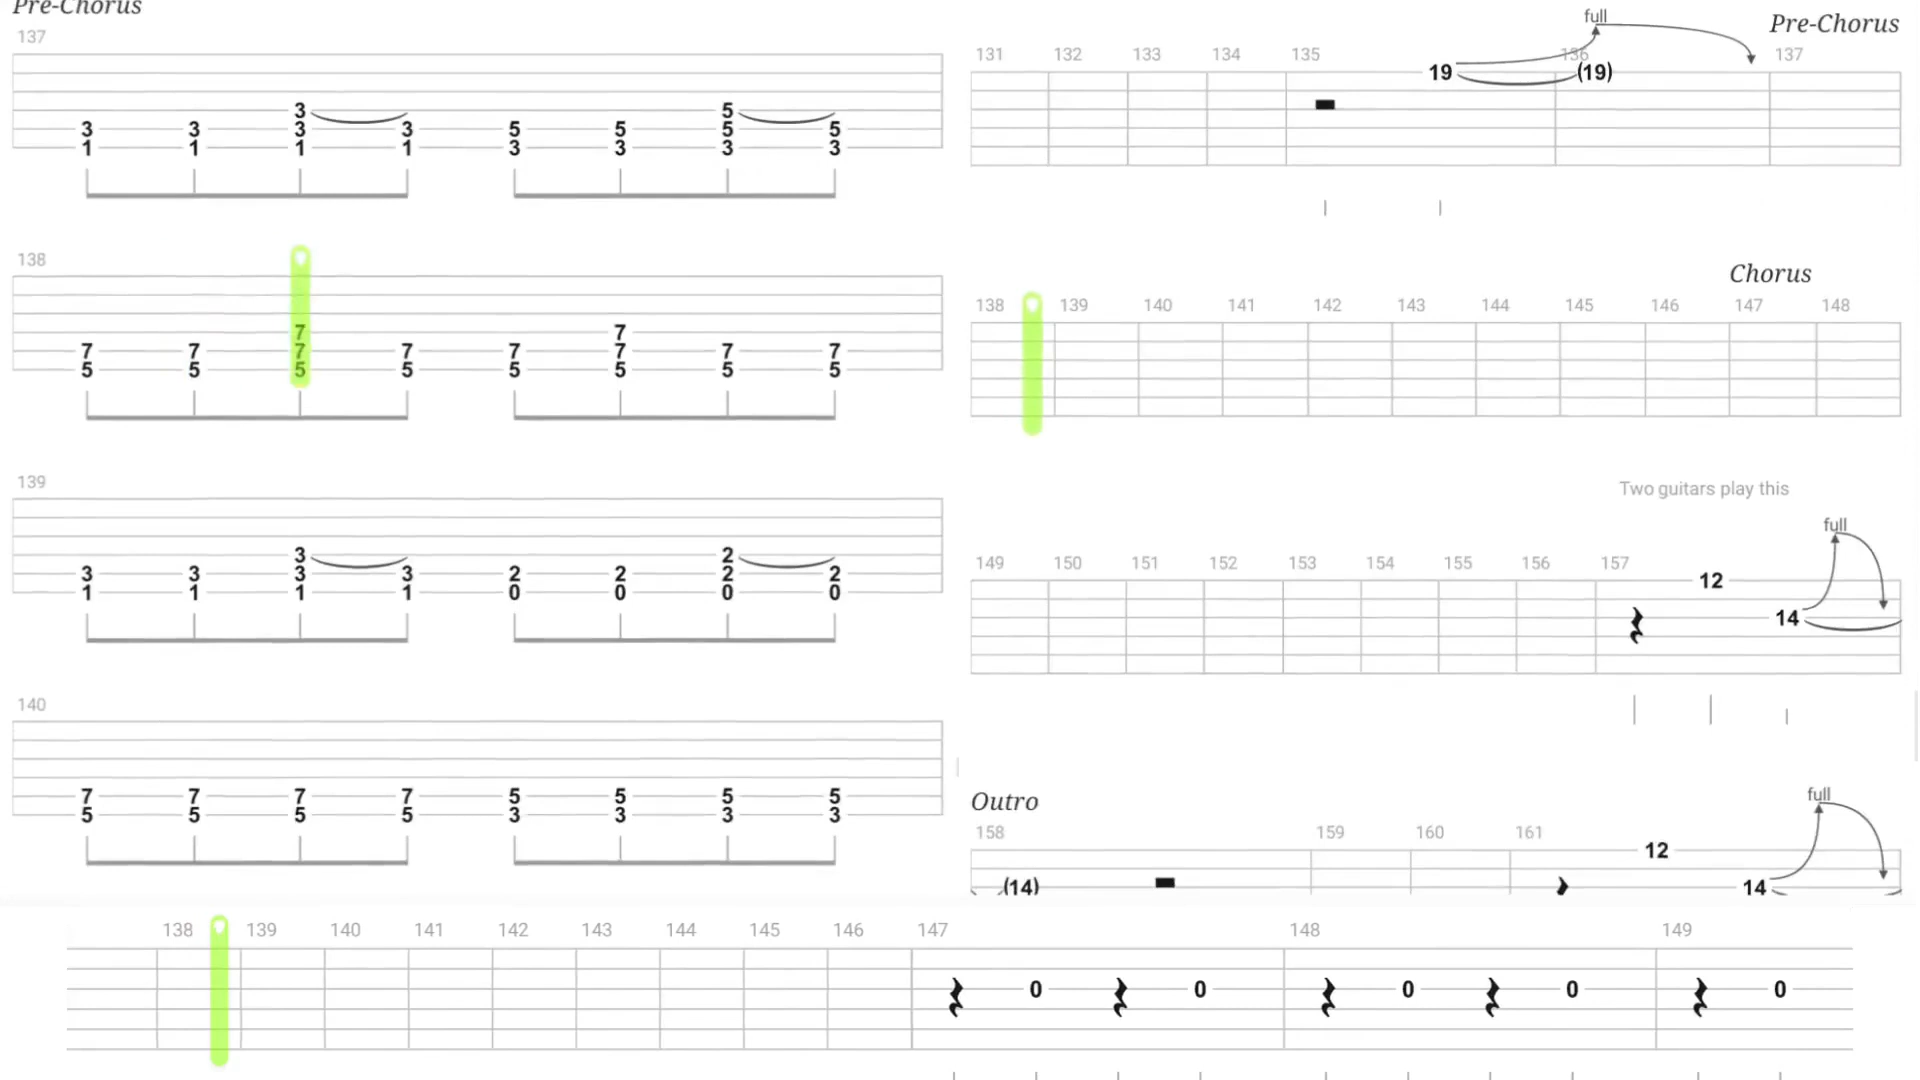 Pre-Chorus
137
3 3
3 3 3 3 5 5 5 5
1 1 1 1 3 3 3 3
138
7 7
7 7 7 7 7 7 7 7
5 5 5 5 5 5 5 5
139
3 2
3 3 3 3 2 2 2 2
1 1 1 1 0 0 0 0
140
7 7 7 7 5 5 5 5
5 5 5 5 3 3 3 3
full
Pre-Chorus
131 132 133 134 135 136 137
19 (19)
Chorus
138 139 140 141 142 143 144 145 146 147 148
Two guitars play this
full
149 150 151 152 153 154 155 156 157
12
14
full
Outro
158 159 160 161
12
(14) 14
138 139 140 141 142 143 144 145 146 147 148 149
0 0 0 0 0